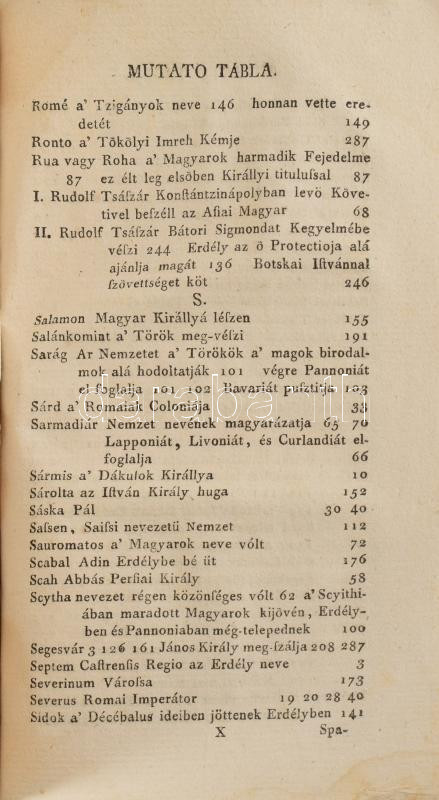 MUTATO TÁBLA.
Romé a' Tzigányok neve 146 honnan vette ere-
detét 149
Ronto a' Tökölyi Imreh Kémje 287
Rua vagy Roha a' Magyarok harmadik Fejedelme
87 ez élt leg elsöben Királlyi titulusſal 87
I. Rudolf Tsáſzár Konſtántzinápolyban levö Köve-
tivel beſzéll az Aſiai Magyar 68
II. Rudolf Tsáſzár Bátori Sigmondat Kegyelmébe
véſzi 244 Erdély az ö Protectioja alá
ajánlja magát 136 Botskai Iſtvánnal
ſzövettséget köt 246
S.
Salamon Magyar Királlyá léſzen 155
Salánkomint a' Török meg-véſzi 191
Sarág Ar Nemzetet a' Törökök a' magok birodal-
mok alá hodoltatják 101 végre Pannoniát
el foglalja 101 102 Bavariát puſztitja 103
Sárd a' Romaiak Coloniája 33
Sarmadiár Nemzet nevének magyarázatja 65 70
Lapponiát, Livoniát, és Curlandiát el-
foglalja 66
Sármis a' Dákulok Királlya 10
Sárolta az Iſtván Király huga 152
Sáska Pál 30 40
Saſsen, Saiſsi nevezetü Nemzet 112
Sauromatos a' Magyarok neve vólt 72
Scabal Adin Erdélybe bé üt 176
Scah Abbás Perſiai Király 58
Scytha nevezet régen közönſéges vólt 62 a' Scyithi-
ában maradott Magyarok kijövén, Erdély-
ben és Pannoniaban még-telepednek 100
Segesvár 3 126 161 János Király meg-ſzálja 208 287
Septem Caſtrenſis Regio az Erdély neve 3
Severinum Városſa 173
Severus Romai Imperátor 19 20 28 40
Sidok a' Décébalus ideiben jöttenek Erdélyben 141
X Spa-
darabanth